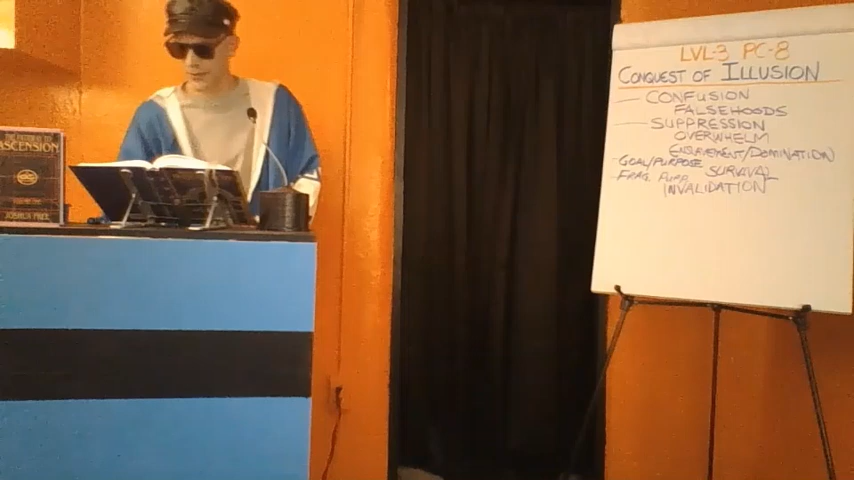 THE PATHWAY TO
ASCENSION
JOSHUA FREE
LVL-3 PC-8
CONQUEST OF ILLUSION
— CONFUSION
FALSEHOODS
— SUPPRESSION
OVERWHELM
ENSLAVEMENT/DOMINATION
- GOAL/PURPOSE SURVIVAL
- FRAG PURP
INVALIDATION